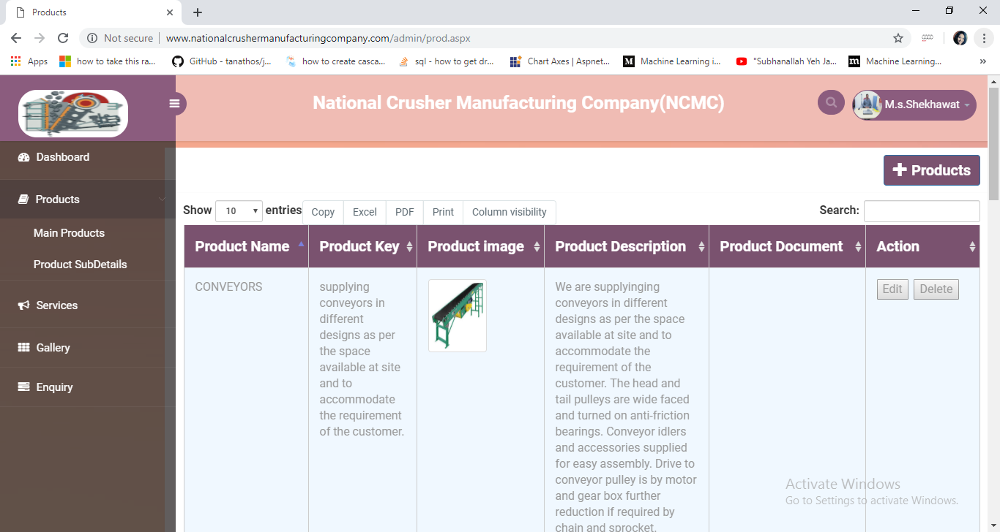 Products
Not secure
www.nationalcrushermanufacturingcompany.com/admin/prod.aspx
Apps
how to take this ra...
GitHub - tanathos/j...
how to create casca...
sql - how to get dr...
Chart Axes | Aspnet...
Machine Learning i...
"Subhanallah Yeh Ja...
Machine Learning...
»
National Crusher Manufacturing Company(NCMC)
M.s.Shekhawat
Dashboard
Products
Main Products
Product SubDetails
Services
Gallery
Enquiry
Products
Show 10 entries
Copy
Excel
PDF
Print
Column visibility
Search:
Product Name
Product Key
Product image
Product Description
Product Document
Action
CONVEYORS
supplying
conveyors in
different
designs as per
the space
available at site
and to
accommodate
the requirement
of the customer.
We are supplyinging
conveyors in different
designs as per the space
available at site and to
accommodate the
requirement of the
customer. The head and
tail pulleys are wide faced
and turned on anti-friction
bearings. Conveyor idlers
and accessories supplied
for easy assembly. Drive to
conveyor pulley is by motor
and gear box further
reduction if required by
chain and sprocket.
Edit
Delete
Activate Windows
Go to Settings to activate Windows.